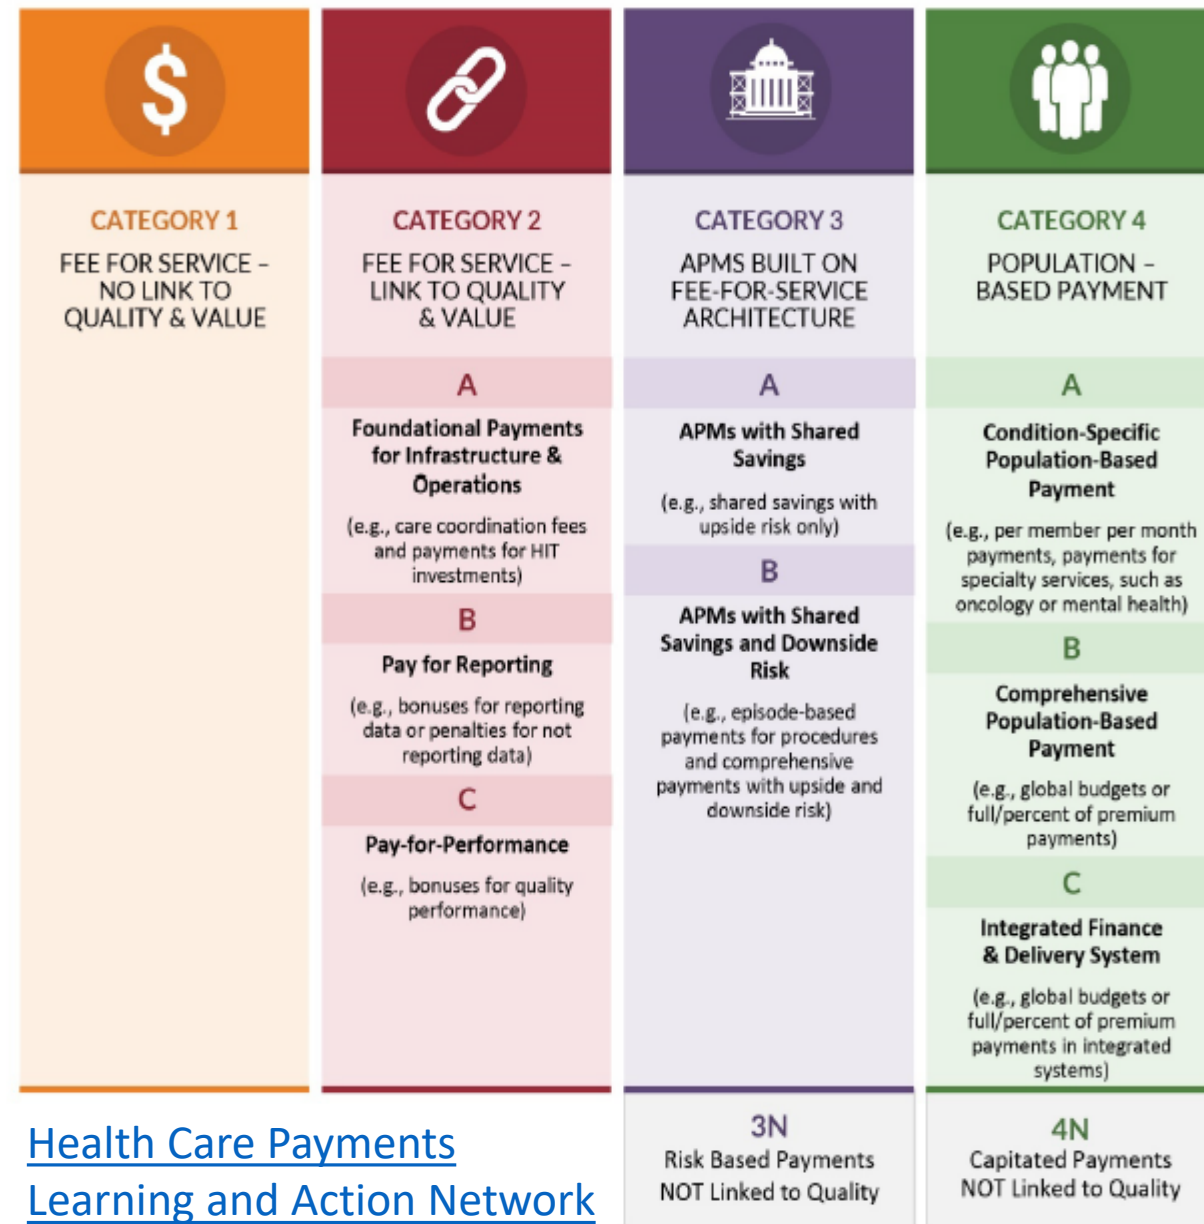 $
CATEGORY 1
FEE FOR SERVICE –
NO LINK TO
QUALITY & VALUE
CATEGORY 2
FEE FOR SERVICE –
LINK TO QUALITY
& VALUE
A
Foundational Payments
for Infrastructure &
Operations
(e.g., care coordination fees
and payments for HIT
investments)
B
Pay for Reporting
(e.g., bonuses for reporting
data or penalties for not
reporting data)
C
Pay-for-Performance
(e.g., bonuses for quality
performance)
CATEGORY 3
APMS BUILT ON
FEE-FOR-SERVICE
ARCHITECTURE
A
APMs with Shared
Savings
(e.g., shared savings with
upside risk only)
B
APMs with Shared
Savings and Downside
Risk
(e.g., episode-based
payments for procedures
and comprehensive
payments with upside and
downside risk)
3N
Risk Based Payments
NOT Linked to Quality
CATEGORY 4
POPULATION –
BASED PAYMENT
A
Condition-Specific
Population-Based
Payment
(e.g., per member per month
payments, payments for
specialty services, such as
oncology or mental health)
B
Comprehensive
Population-Based
Payment
(e.g., global budgets or
full/percent of premium
payments)
C
Integrated Finance
& Delivery System
(e.g., global budgets or
full/percent of premium
payments in integrated
systems)
4N
Capitated Payments
NOT Linked to Quality
Health Care Payments
Learning and Action Network